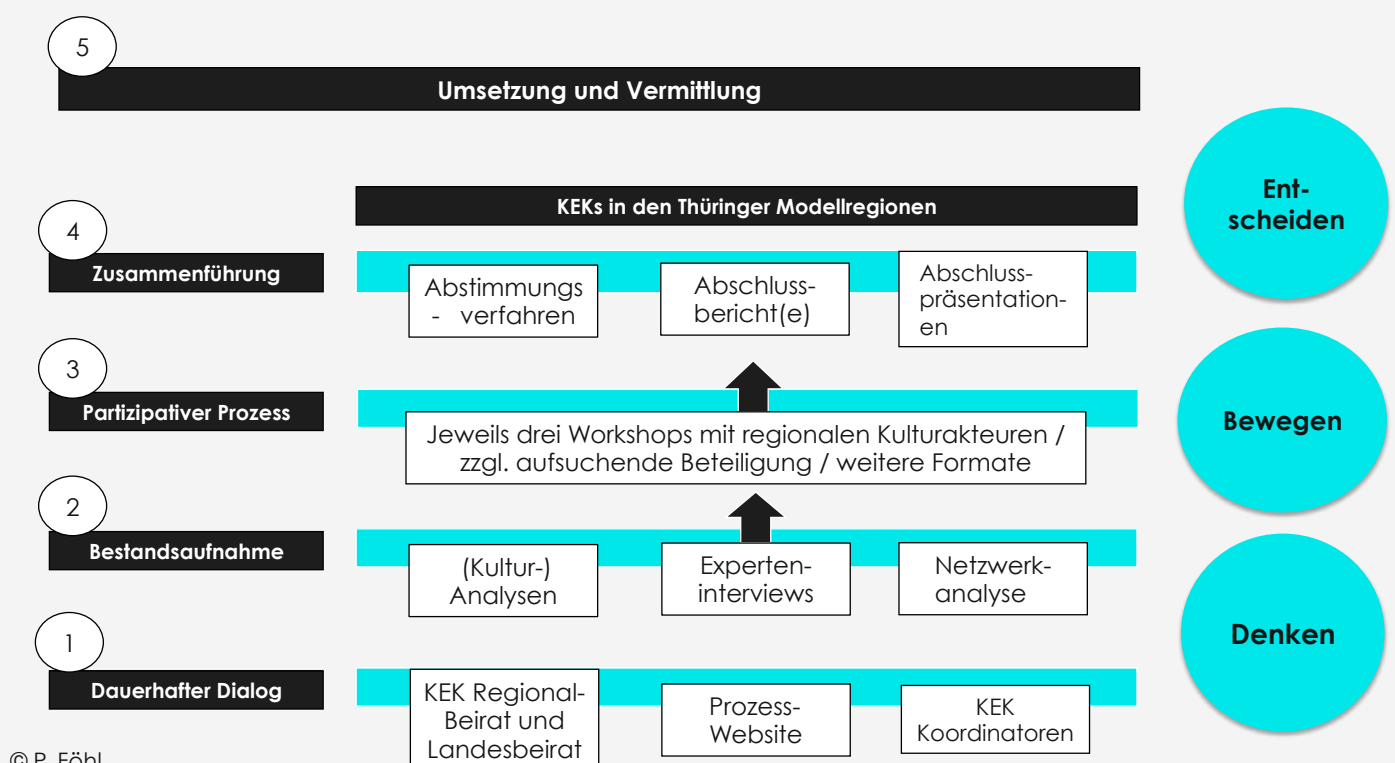 5
Umsetzung und Vermittlung
KEKs in den Thüringer Modellregionen
Ent-
scheiden
4
Zusammenführung
Abstimmungs
- verfahren
Abschluss-
bericht(e)
Abschluss-
präsentation-
en
3
Partizipativer Prozess
Jeweils drei Workshops mit regionalen Kulturakteuren /
zzgl. aufsuchende Beteiligung / weitere Formate
Bewegen
2
Bestandsaufnahme
(Kultur-)
Analysen
Experten-
interviews
Netzwerk-
analyse
Denken
1
Dauerhafter Dialog
KEK Regional-
Beirat und
Landesbeirat
Prozess-
Website
KEK
Koordinatoren
© P. Föhl